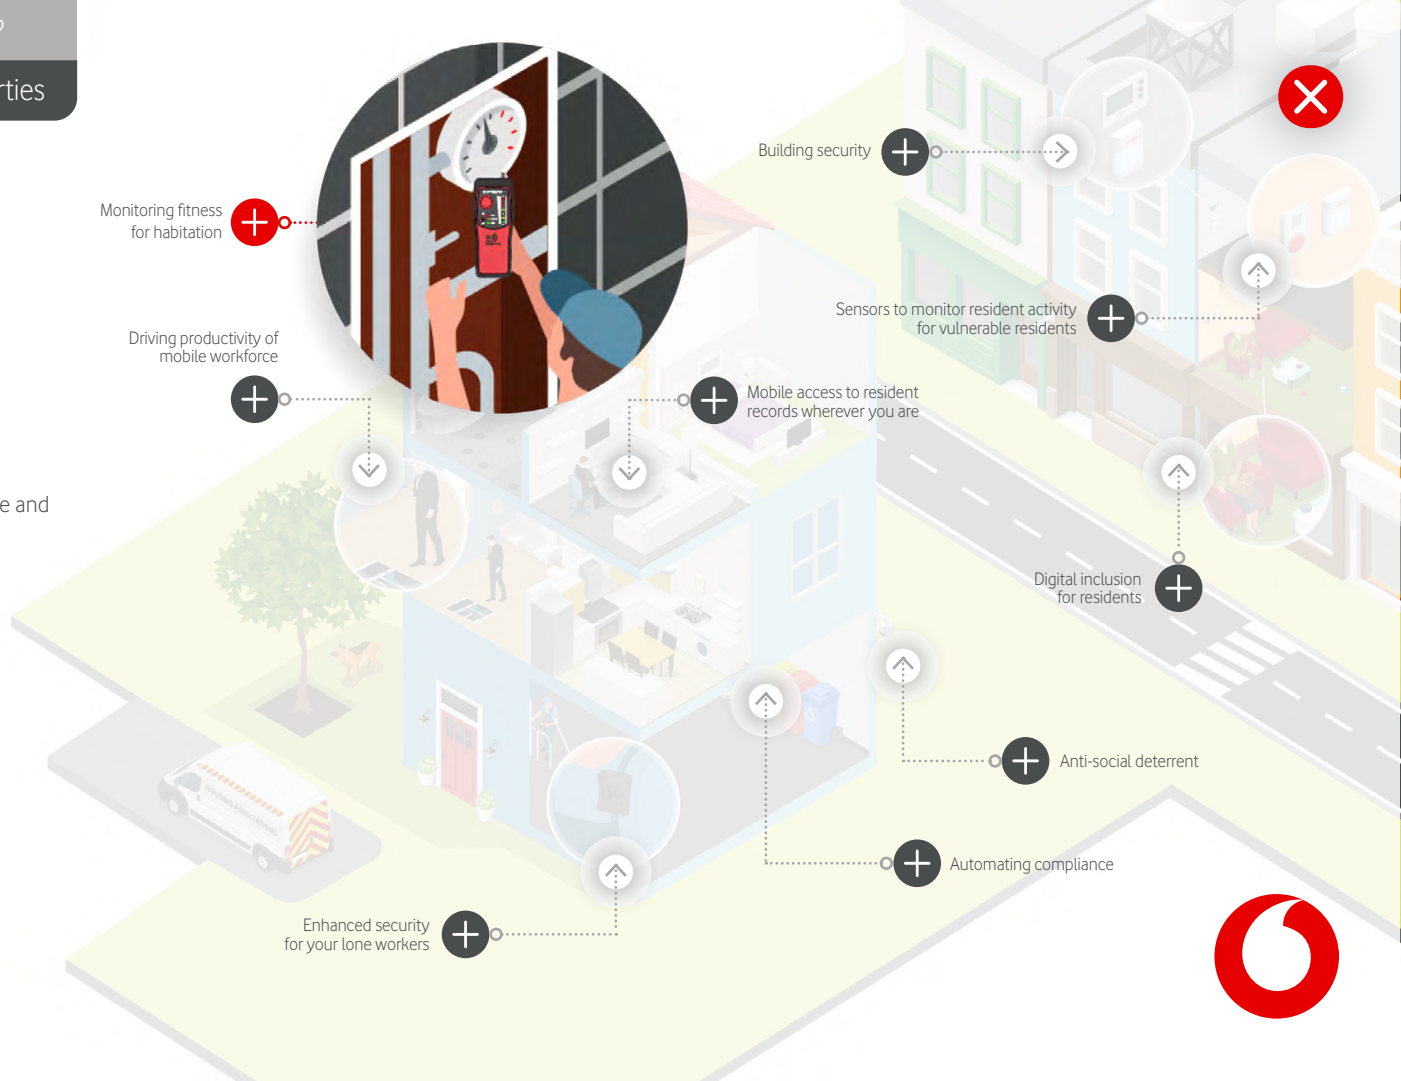 ?
rties
Building security
Monitoring fitness
for habitation
Sensors to monitor resident activity
for vulnerable residents
Driving productivity of
mobile workforce
Mobile access to resident
records wherever you are
e and
Digital inclusion
for residents
Anti-social deterrent
HOUSING ASSOCIATIONS
Automating compliance
Enhanced security
for your lone workers